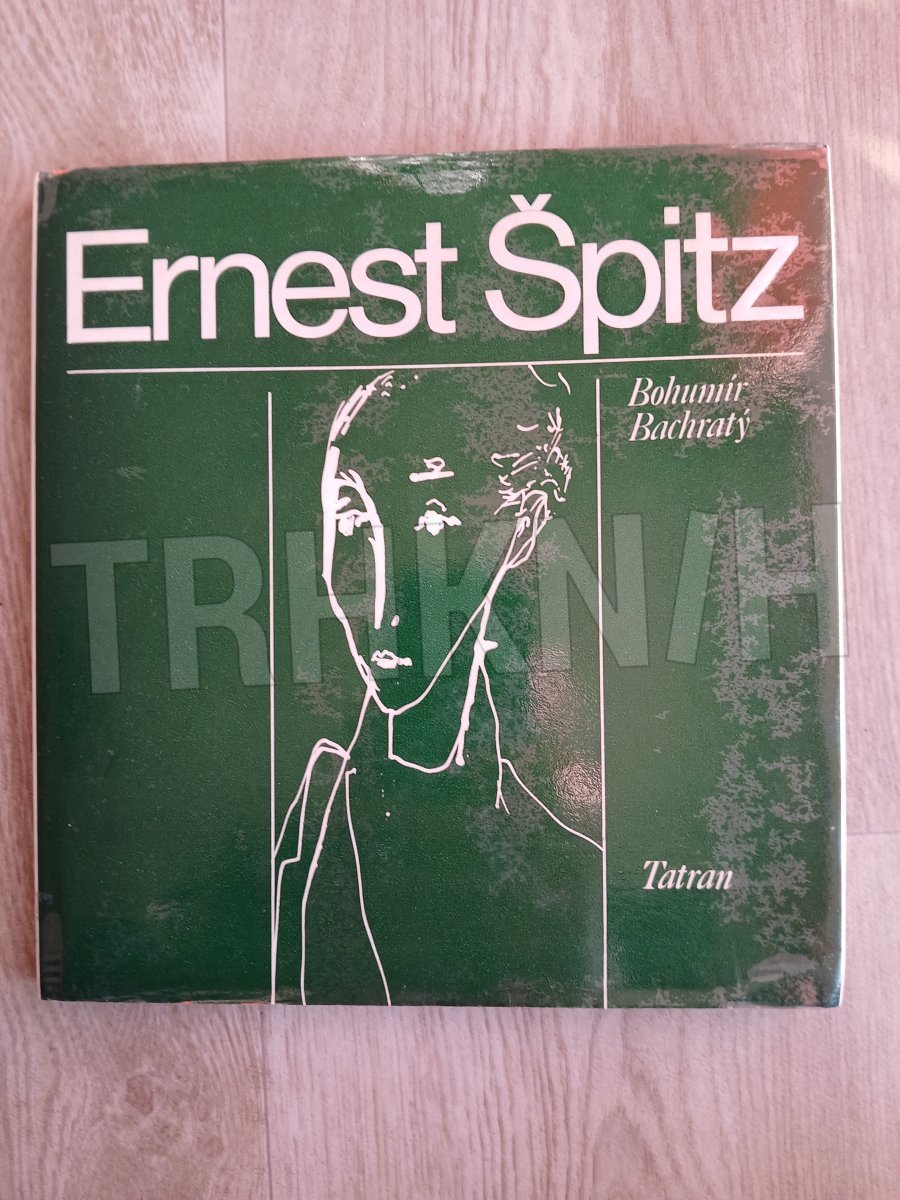 Ernest Špitz
Bohumír
Bachratý
TRHKNIH
Tatran